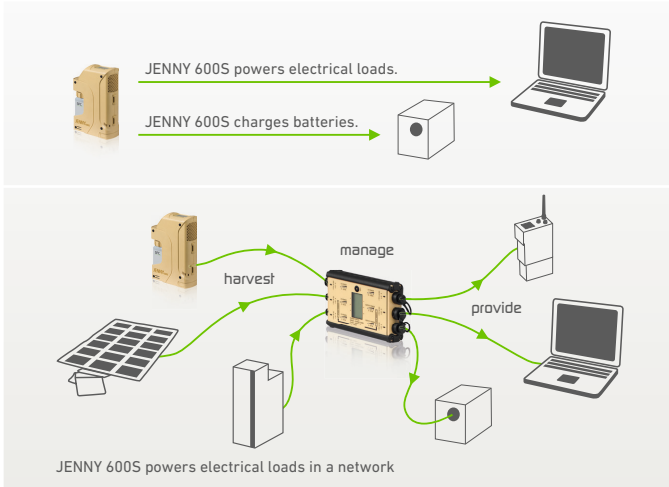 JENNY 600S powers electrical loads.
JENNY 600S charges batteries.
manage
harvest
provide
JENNY 600S powers electrical loads in a network